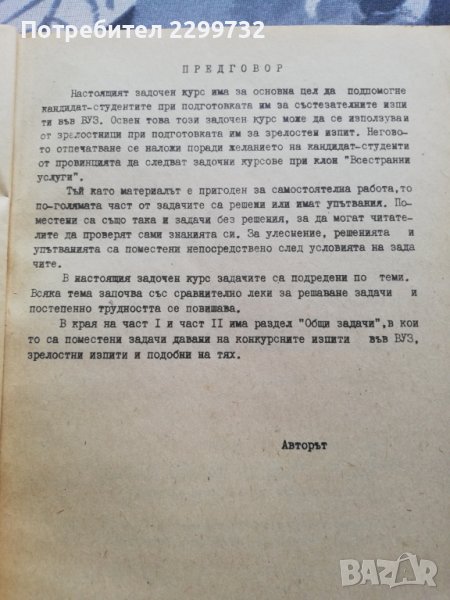 Потребител 2299732
ПРЕДГОВОР
Настоящият задочен курс има за основна цел да подпомогне
кандидат-студентите при подготовката им за състезателните изпи
ти във ВУЗ. Освен това този задочен курс може да се използуваи
от зрелостници при подготовката им за зрелостем изпит. Негово-
то отпечатване се наложи поради желанието на кандидат-студенти
от провинцията да следват задочни курсове при клон "Всестранни
услуги".
Тъй като материалът е пригоден за самостоятелна работа,то
по-голямата част от задачите са решени или имат упътвания. По-
местени са също така и задачи без решения, за да могат читате-
лите да проверят сами знанията си. За улеснение, решенията и
упътванията са поместени непосредствено след условията на зада
чите.
В настоящия задочен курс задачите са подредени по теми.
Всяка тема започва със сравнително леки за решаване задачи и
постепенно трудността се повишава.
В края на част I и част II има раздел "Общи задачи",в кои
то са поместени задачи давани на конкурсните изпити във ВУЗ,
зрелостни изпити и подобни на тях.
Авторът
BAZAR